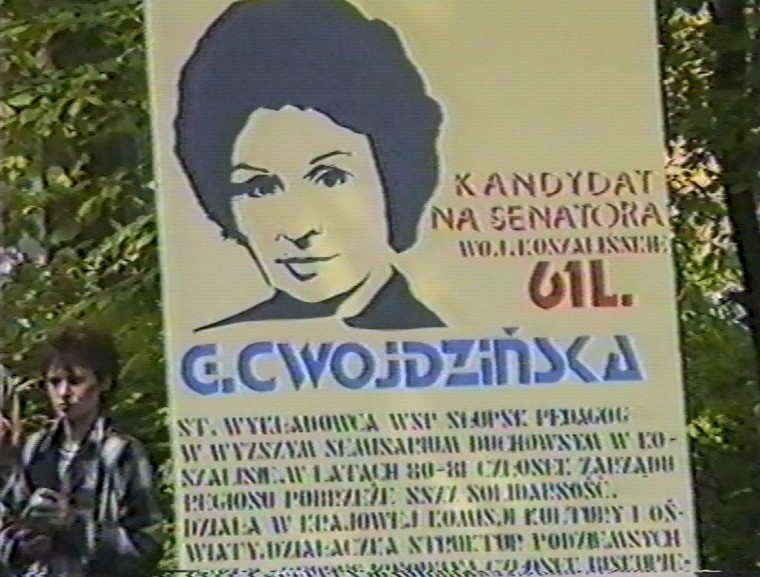 KANDYDAT
NA SENATORA
WOJ. KOSZALIŃSKIE
61L.
G.CWOJDZIŃSKA
ST. WYKŁADOWCA WSP SŁUPSK PEDAGOG
W WYŻSZYM SEMINARIUM DUCHOWNYM W KO-
SZALINIE.W LATACH 80-81 CZŁONEK ZARZĄDU
REGIONU POBRZEŻE NSZZ SOLIDARNOŚĆ.
DZIAŁA W KRAJOWEJ KOMISJI KULTURY I OŚ-
WIATY.DZIAŁACZKA STRUKTUR PODZIEMNYCH
CZŁONEK